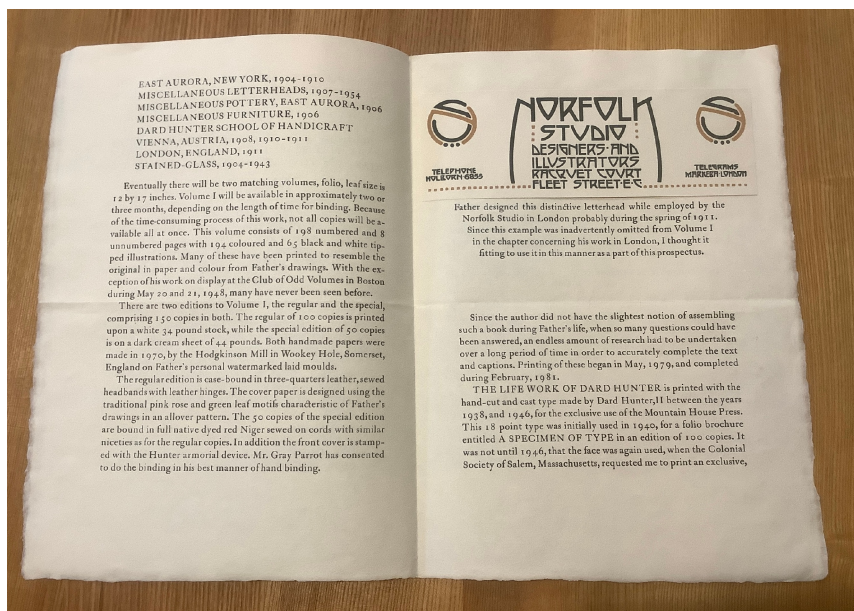 EAST AURORA, NEW YORK, 1904-1910
MISCELLANEOUS LETTERHEADS, 1907-1954
MISCELLANEOUS POTTERY, EAST AURORA, 1906
MISCELLANEOUS FURNITURE, 1906
DARD HUNTER SCHOOL OF HANDICRAFT
VIENNA, AUSTRIA, 1908, 1910-1911
LONDON, ENGLAND, 1911
STAINED-GLASS, 1904-1943
Eventually there will be two matching volumes, folio, leaf size is
12 by 17 inches. Volume I will be available in approximately two or
three months, depending on the length of time for binding. Because
of the time-consuming process of this work, not all copies will be a-
vailable all at once. This volume consists of 198 numbered and 8
unnumbered pages with 194 coloured and 65 black and white tip-
ped illustrations. Many of these have been printed to resemble the
original in paper and colour from Father's drawings. With the ex-
ception of his work on display at the Club of Odd Volumes in Boston
during May 20 and 21, 1948, many have never been seen before.
There are two editions to Volume I, the regular and the special,
comprising 150 copies in both. The regular of 100 copies is printed
upon a white 34 pound stock, while the special edition of 50 copies
is on a dark cream sheet of 44 pounds. Both handmade papers were
made in 1970, by the Hodgkinson Mill in Wookey Hole, Somerset,
England on Father's personal watermarked laid moulds.
The regular edition is case-bound in three-quarters leather, sewed
headbands with leather hinges. The cover paper is designed using the
traditional pink rose and green leaf motifs characteristic of Father's
drawings in an allover pattern. The 50 copies of the special edition
are bound in full native dyed red Niger sewed on cords with similar
niceties as for the regular copies. In addition the front cover is stamp-
ed with the Hunter armorial device. Mr. Gray Parrot has consented
to do the binding in his best manner of hand binding.
NORFOLK
STUDIO
DESIGNERS·AND
ILLUSTRATORS
RACQUET COURT
FLEET STREET·E·C·
TELEPHONE
HOLBORN·6855
TELEGRAMS
MARKEBA·LONDON
Father designed this distinctive letterhead while employed by the
Norfolk Studio in London probably during the spring of 1911.
Since this example was inadvertently omitted from Volume I
in the chapter concerning his work in London, I thought it
fitting to use it in this manner as a part of this prospectus.
Since the author did not have the slightest notion of assembling
such a book during Father's life, when so many questions could have
been answered, an endless amount of research had to be undertaken
over a long period of time in order to accurately complete the text
and captions. Printing of these began in May, 1979, and completed
during February, 1981.
THE LIFE WORK OF DARD HUNTER is printed with the
hand-cut and cast type made by Dard Hunter, II between the years
1938, and 1946, for the exclusive use of the Mountain House Press.
This 18 point type was initially used in 1940, for a folio brochure
entitled A SPECIMEN OF TYPE in an edition of 100 copies. It
was not until 1946, that the face was again used, when the Colonial
Society of Salem, Massachusetts, requested me to print an exclusive,